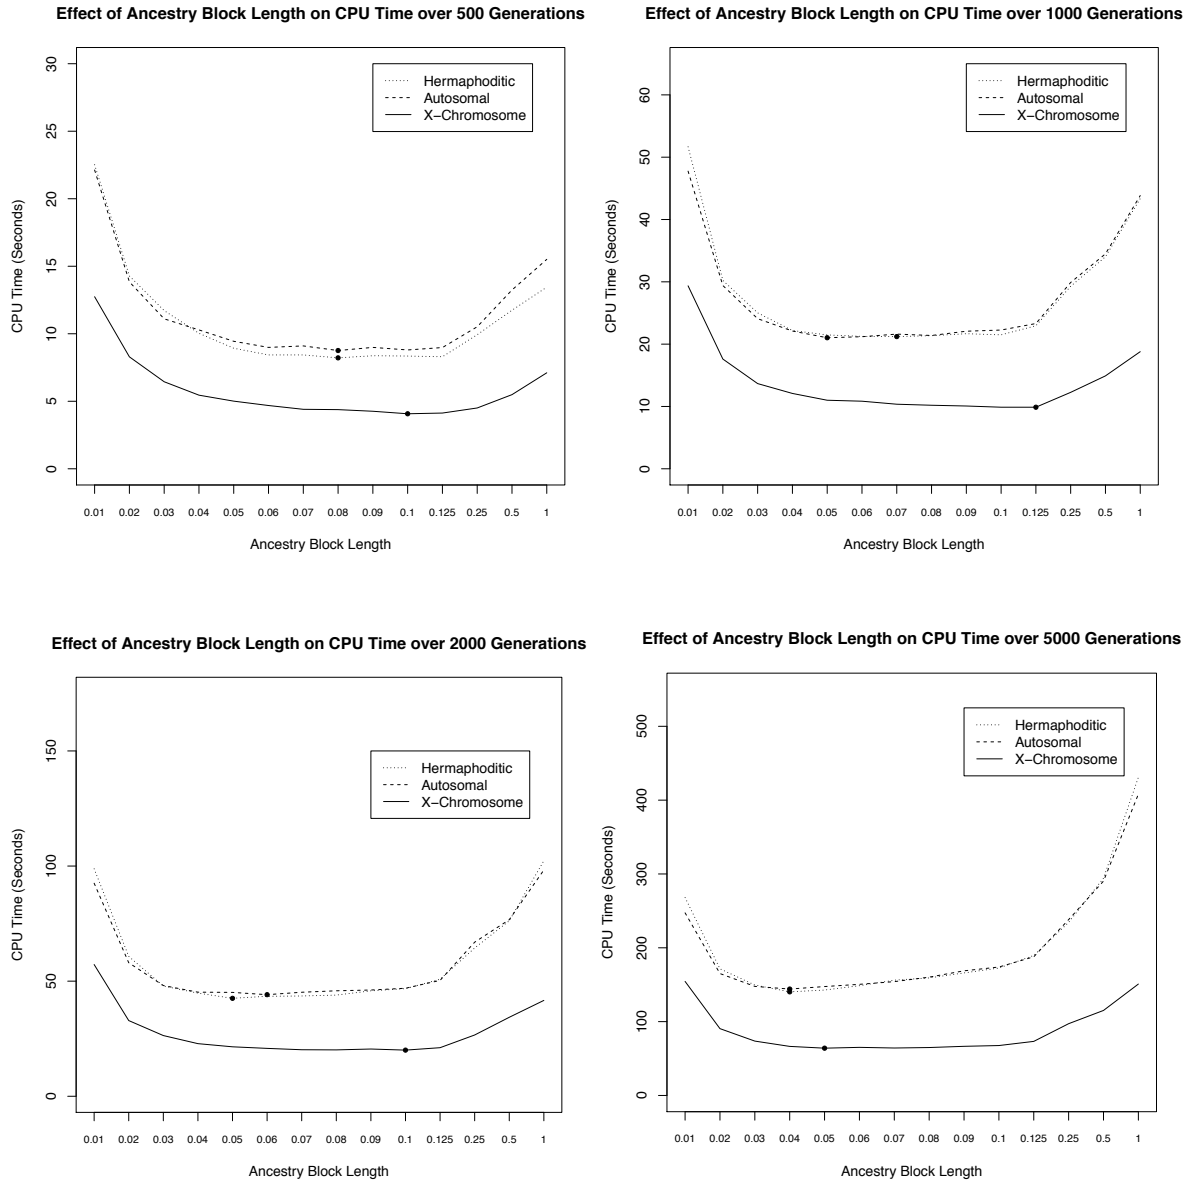 Effect of Ancestry Block Length on CPU Time over 500 Generations
CPU Time (Seconds)
30
25
20
15
10
5
0
Hermaphoditic
Autosomal
X−Chromosome
0.01 0.02 0.03 0.04 0.05 0.06 0.07 0.08 0.09 0.1 0.125 0.25 0.5 1
Ancestry Block Length
Effect of Ancestry Block Length on CPU Time over 1000 Generations
CPU Time (Seconds)
60
50
40
30
20
10
0
Hermaphoditic
Autosomal
X−Chromosome
0.01 0.02 0.03 0.04 0.05 0.06 0.07 0.08 0.09 0.1 0.125 0.25 0.5 1
Ancestry Block Length
Effect of Ancestry Block Length on CPU Time over 2000 Generations
CPU Time (Seconds)
150
100
50
0
Hermaphoditic
Autosomal
X−Chromosome
0.01 0.02 0.03 0.04 0.05 0.06 0.07 0.08 0.09 0.1 0.125 0.25 0.5 1
Ancestry Block Length
Effect of Ancestry Block Length on CPU Time over 5000 Generations
CPU Time (Seconds)
500
400
300
200
100
0
Hermaphoditic
Autosomal
X−Chromosome
0.01 0.02 0.03 0.04 0.05 0.06 0.07 0.08 0.09 0.1 0.125 0.25 0.5 1
Ancestry Block Length